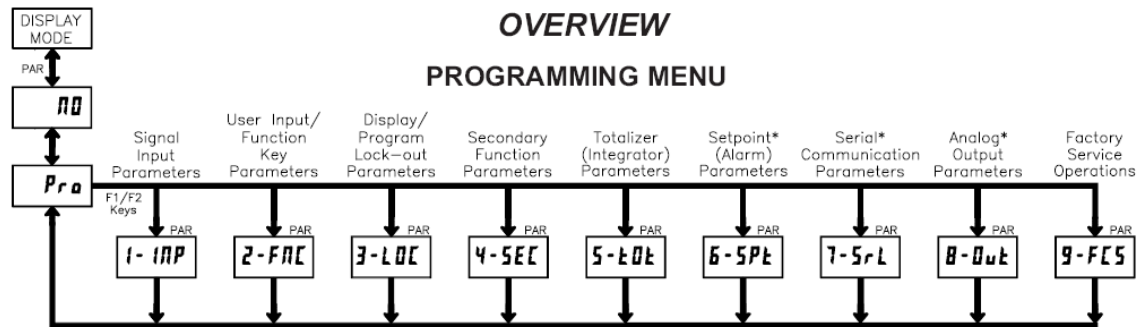 OVERVIEW
PROGRAMMING MENU
DISPLAY
MODE
PAR
NO
Pro
F1/F2
Keys
Signal
Input
Parameters
PAR
1-INP
User Input/
Function
Key
Parameters
PAR
2-FNC
Display/
Program
Lock-out
Parameters
PAR
3-LOC
Secondary
Function
Parameters
PAR
4-SEC
Totalizer
(Integrator)
Parameters
PAR
5-tOt
Setpoint*
(Alarm)
Parameters
PAR
6-SPt
Serial*
Communication
Parameters
PAR
7-SrL
Analog*
Output
Parameters
PAR
8-Out
Factory
Service
Operations
PAR
9-FCS